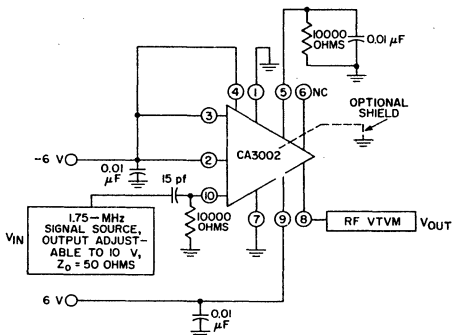 10000
OHMS
0.01 µF
4
1
5
6 NC
OPTIONAL
SHIELD
3
CA3002
-6 V
2
0.01
µF
15 pf
10
10000
OHMS
7
9
8
RF VTVM
VOUT
VIN
1.75-MHz
SIGNAL SOURCE,
OUTPUT ADJUST-
ABLE TO 10 V,
ZO = 50 OHMS
6 V
0.01
µF